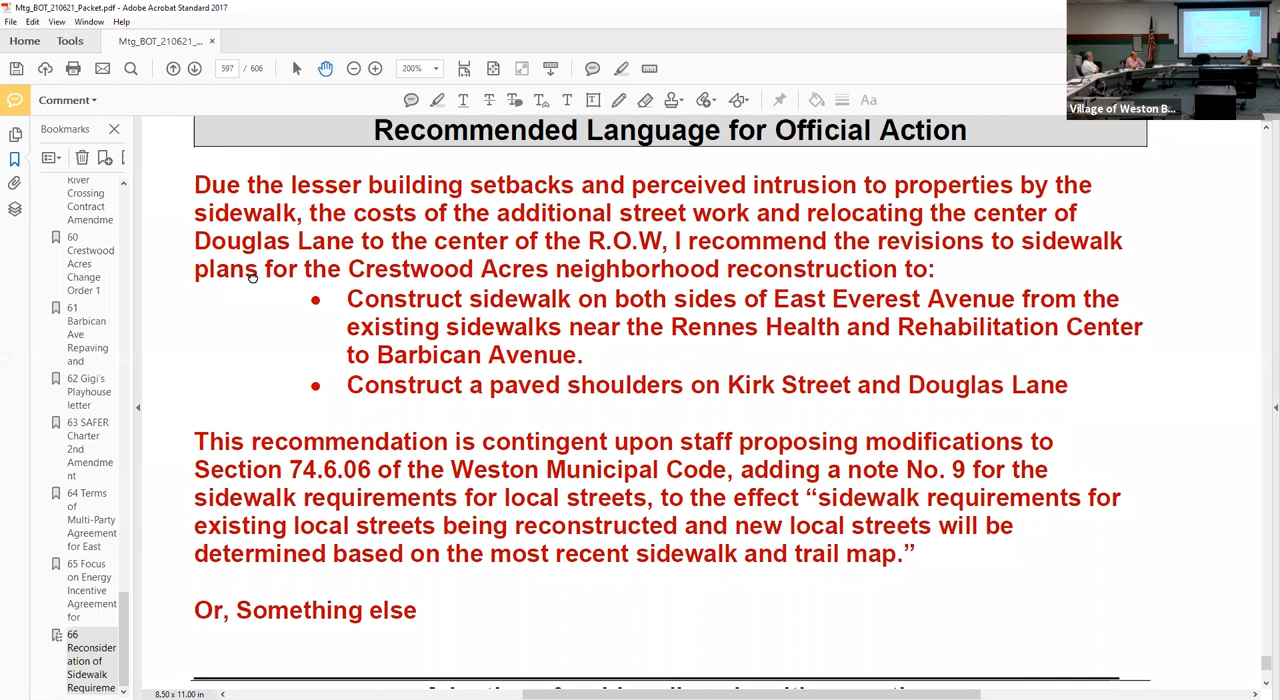 Mtg_BOT_210621_Packet.pdf - Adobe Acrobat Standard 2017
File Edit View Window Help
Home Tools Mtg_BOT_210621_... ×
597 / 606 200%
Comment
Bookmarks
River
Crossing
Contract
Amendme
60
Crestwood
Acres
Change
Order 1
61
Barbican
Ave
Repaving
and
62 Gigi's
Playhouse
letter
63 SAFER
Charter
2nd
Amendme
nt
64 Terms
of
Multi-Party
Agreement
for East
65 Focus
on Energy
Incentive
Agreement
for
66
Reconsider
ation of
Sidewalk
Requireme
Recommended Language for Official Action
Due the lesser building setbacks and perceived intrusion to properties by the
sidewalk, the costs of the additional street work and relocating the center of
Douglas Lane to the center of the R.O.W, I recommend the revisions to sidewalk
plans for the Crestwood Acres neighborhood reconstruction to:
• Construct sidewalk on both sides of East Everest Avenue from the
existing sidewalks near the Rennes Health and Rehabilitation Center
to Barbican Avenue.
• Construct a paved shoulders on Kirk Street and Douglas Lane
This recommendation is contingent upon staff proposing modifications to
Section 74.6.06 of the Weston Municipal Code, adding a note No. 9 for the
sidewalk requirements for local streets, to the effect “sidewalk requirements for
existing local streets being reconstructed and new local streets will be
determined based on the most recent sidewalk and trail map.”
Or, Something else
8.50 x 11.00 in
Village of Weston B...
Aa